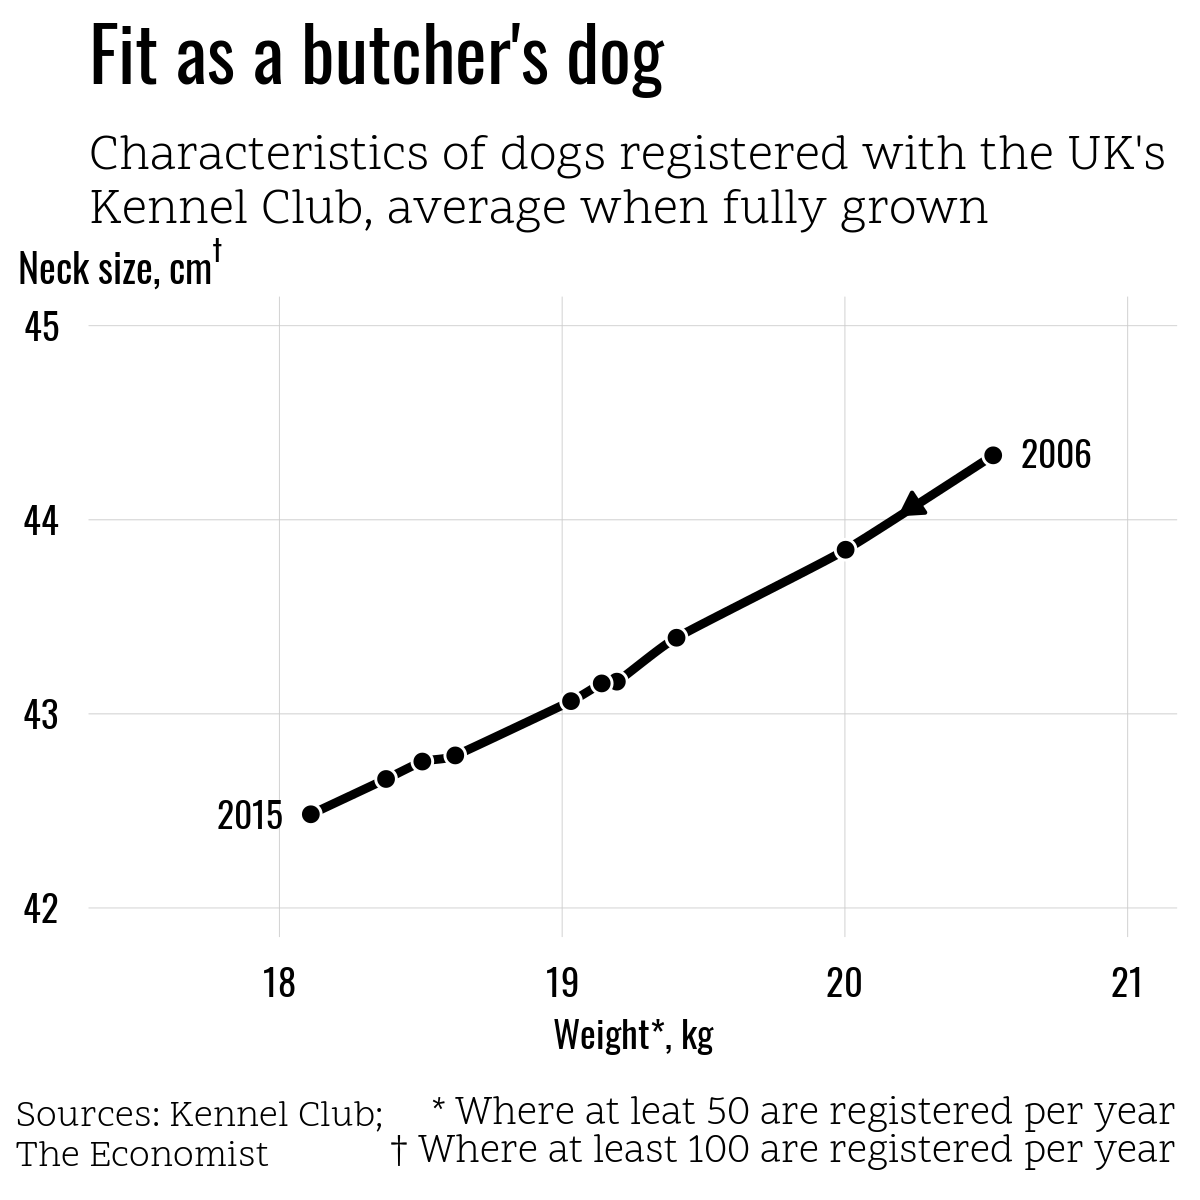 Fit as a butcher's dog
Characteristics of dogs registered with the UK's
Kennel Club, average when fully grown
Neck size, cm†
45
44
43
42
2006
2015
18
19
20
21
Weight*, kg
Sources: Kennel Club;
The Economist
* Where at leat 50 are registered per year
† Where at least 100 are registered per year